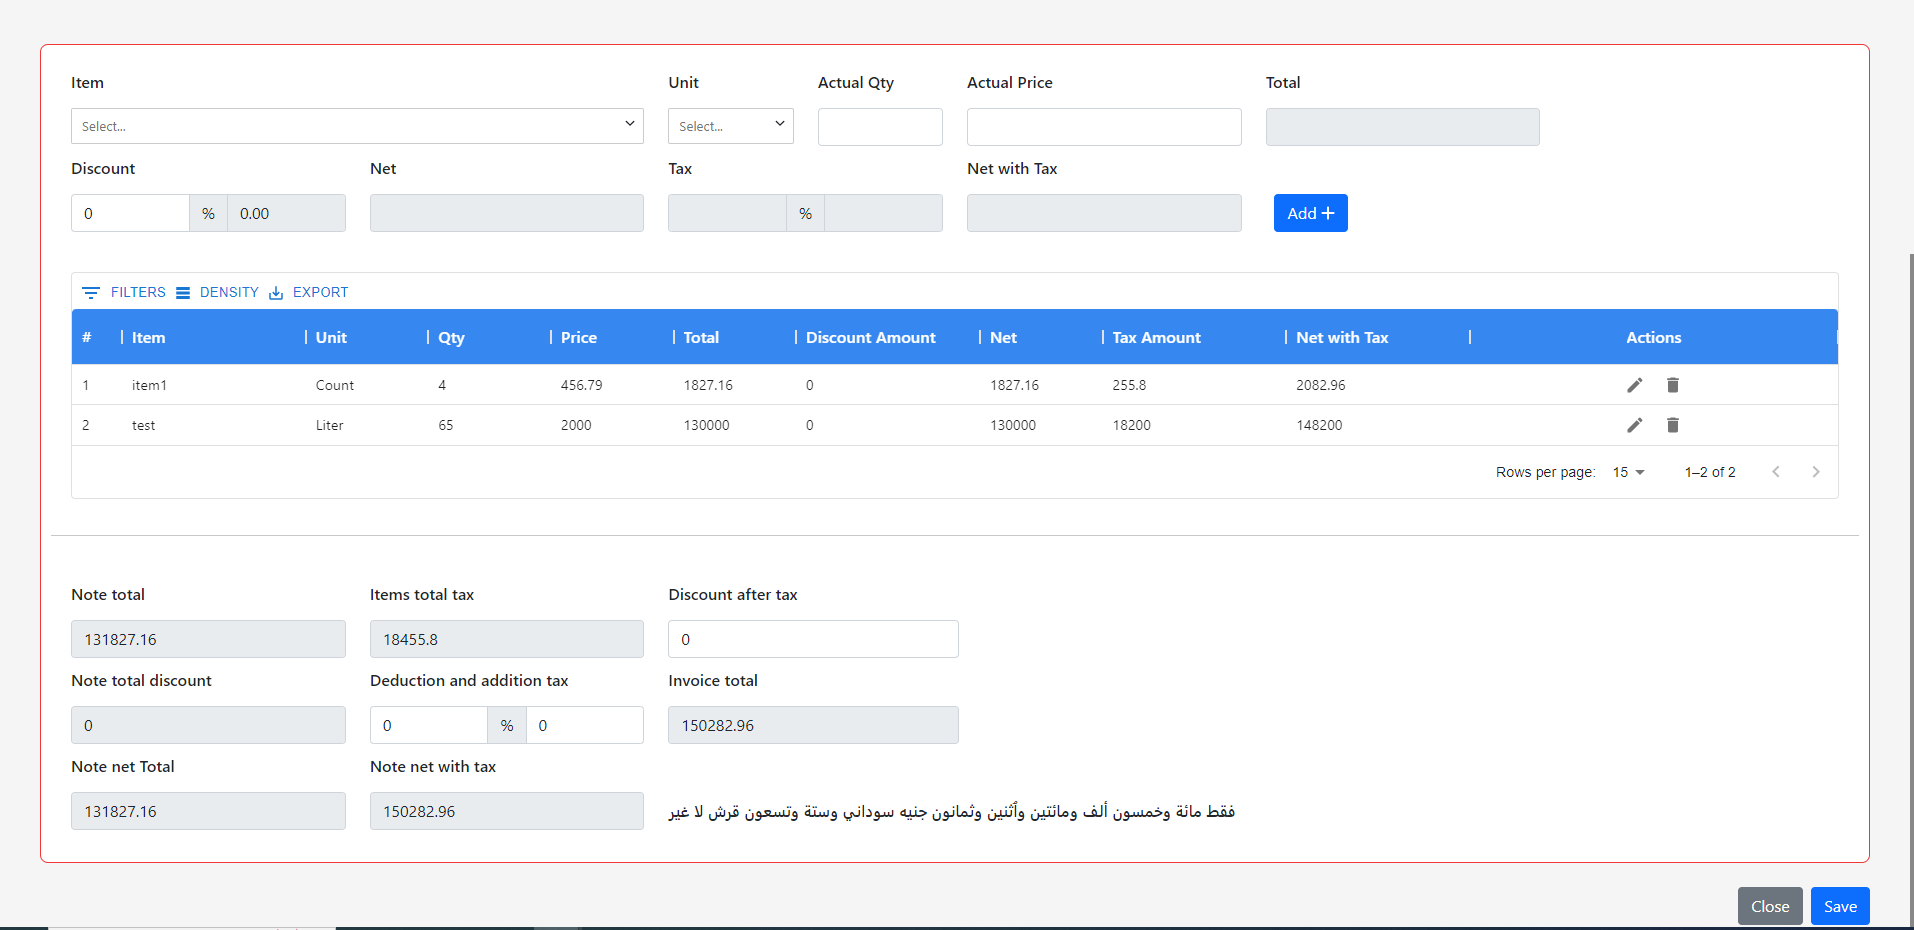 Item Unit Actual Qty Actual Price Total
Select... Select...
Discount Net Tax Net with Tax
0 % 0.00 % Add +
FILTERS DENSITY EXPORT
# Item Unit Qty Price Total Discount Amount Net Tax Amount Net with Tax Actions
1 item1 Count 4 456.79 1827.16 0 1827.16 255.8 2082.96
2 test Liter 65 2000 130000 0 130000 18200 148200
Rows per page: 15 1–2 of 2
Note total Items total tax Discount after tax
131827.16 18455.8 0
Note total discount Deduction and addition tax Invoice total
0 0 % 0 150282.96
Note net Total Note net with tax
131827.16 150282.96 فقط مائة وخمسون ألف ومائتين وٱثنين وثمانون جنيه سوداني وستة وتسعون قرش لا غير
Close Save